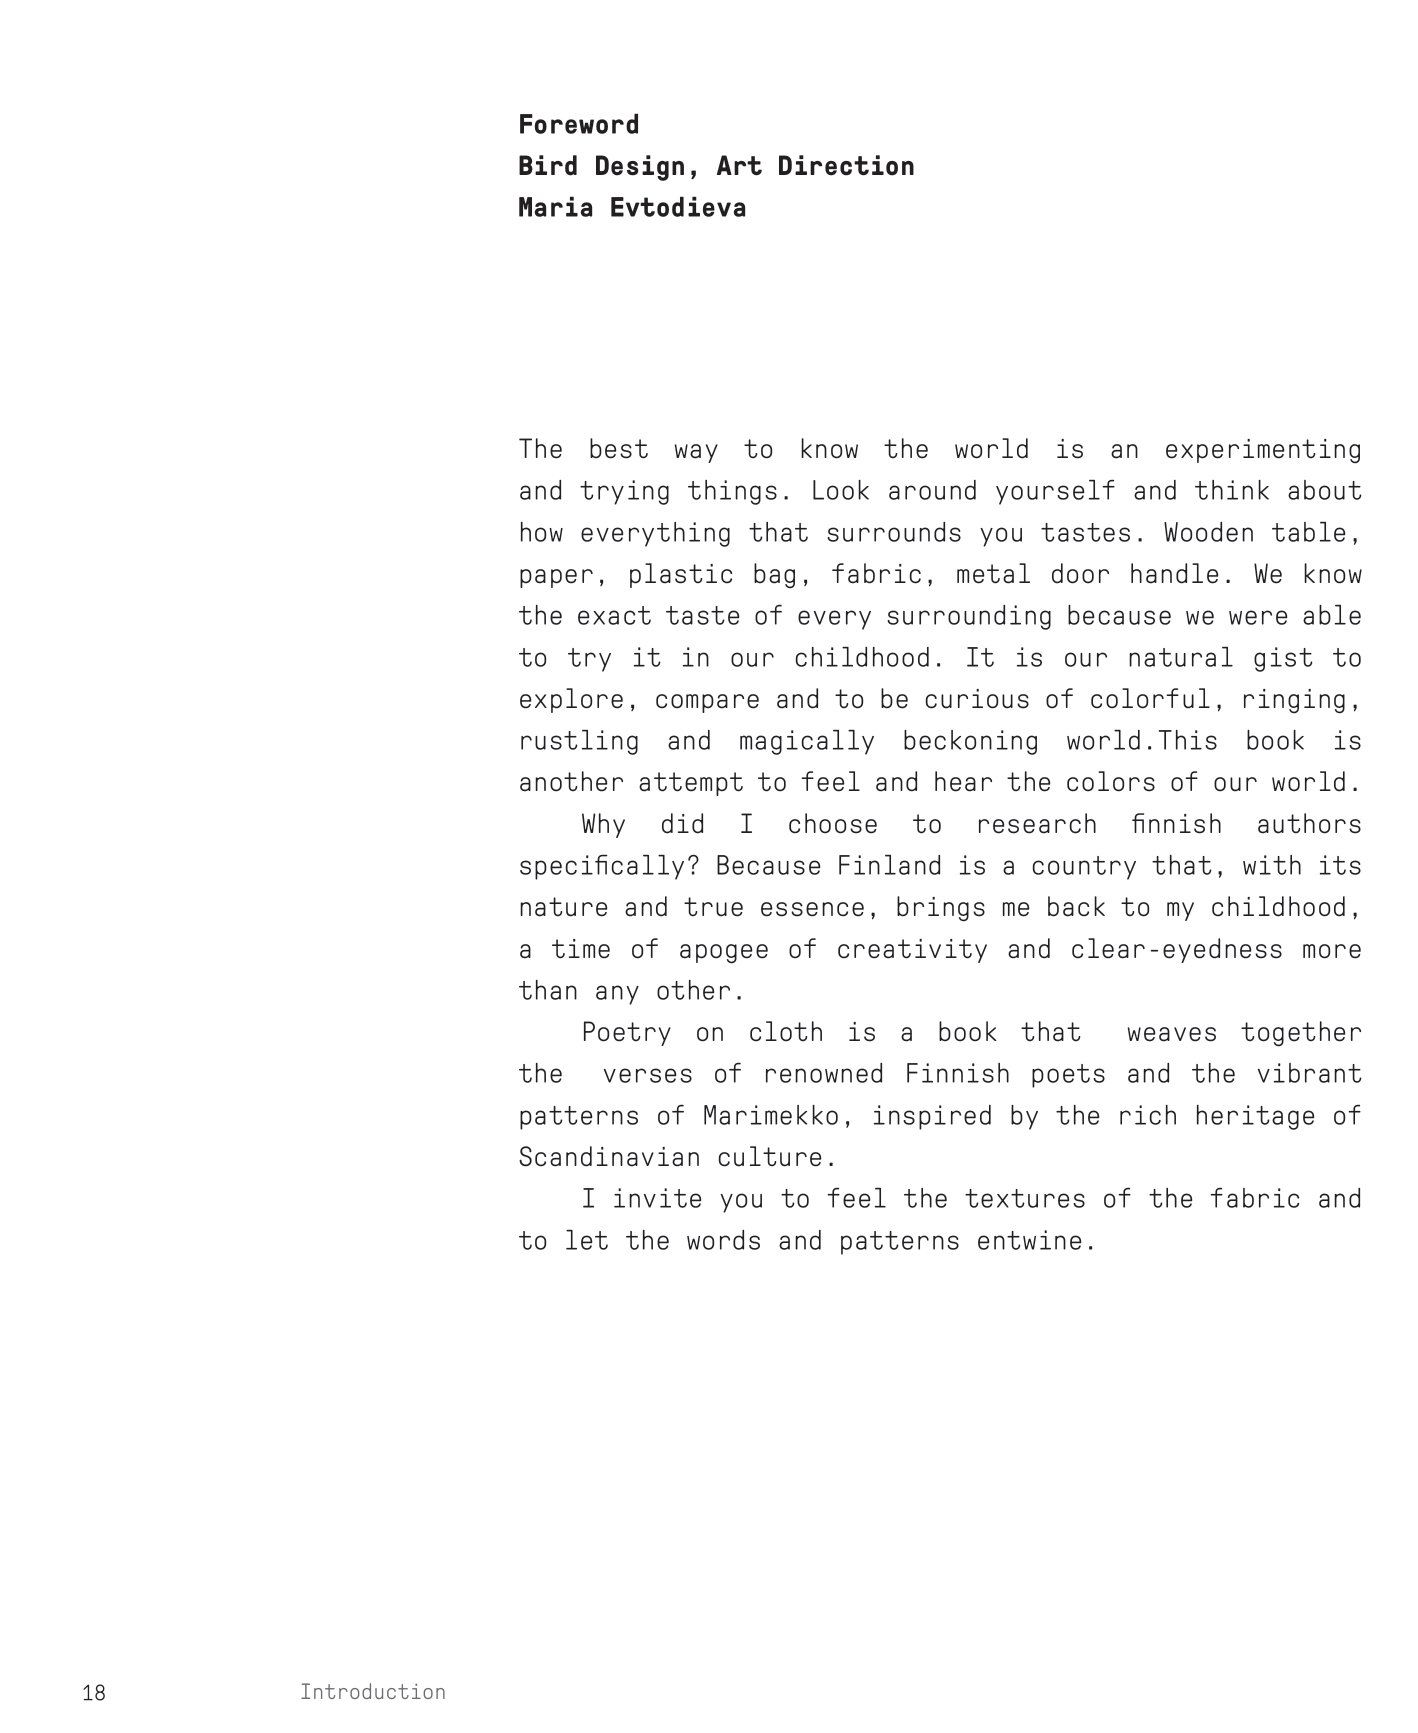 Foreword
Bird Design, Art Direction
Maria Evtodieva
The best way to know the world is an experimenting
and trying things. Look around yourself and think about
how everything that surrounds you tastes. Wooden table,
paper, plastic bag, fabric, metal door handle. We know
the exact taste of every surrounding because we were able
to try it in our childhood. It is our natural gist to
explore, compare and to be curious of colorful, ringing,
rustling and magically beckoning world.This book is
another attempt to feel and hear the colors of our world.
Why did I choose to research finnish authors
specifically? Because Finland is a country that, with its
nature and true essence, brings me back to my childhood,
a time of apogee of creativity and clear-eyedness more
than any other.
Poetry on cloth is a book that weaves together
the verses of renowned Finnish poets and the vibrant
patterns of Marimekko, inspired by the rich heritage of
Scandinavian culture.
I invite you to feel the textures of the fabric and
to let the words and patterns entwine.
18 Introduction